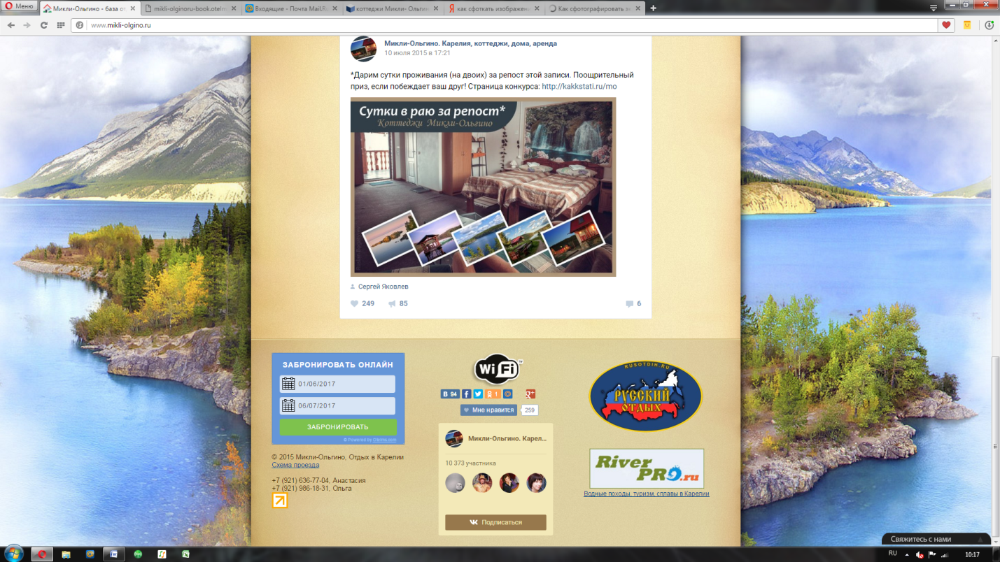 Меню
Микли-Ольгино - база от
mikli-olginoru-book.otelms
Входящие - Почта Mail.R
коттеджи Микли- Ольгин
как сфоткать изображени
Как сфотографировать эк
www.mikli-olgino.ru
Микли-Ольгино. Карелия, коттеджи, дома, аренда
10 июля 2015 в 17:21
*Дарим сутки проживания (на двоих) за репост этой записи. Поощрительный
приз, если побеждает ваш друг! Страница конкурса: http://kakkstati.ru/mo
Сутки в раю за репост*
Коттеджи Микли-Ольгино
Сергей Яковлев
249 85 6
ЗАБРОНИРОВАТЬ ОНЛАЙН
01/06/2017
06/07/2017
ЗАБРОНИРОВАТЬ
© Powered by Otelms.com
© 2015 Микли-Ольгино, Отдых в Карелии
Схема проезда
+7 (921) 636-77-04, Анастасия
+7 (921) 986-18-31, Ольга
Wi Fi
В 94
1
g+
Мне нравится 259
Микли-Ольгино. Карел...
10 373 участника
Подписаться
RUSOTDIH.RU
РУССКИЙ
ОТДЫХ
River
PRO.ru
Водные походы, туризм, сплавы в Карелии
Свяжитесь с нами
RU 10:17